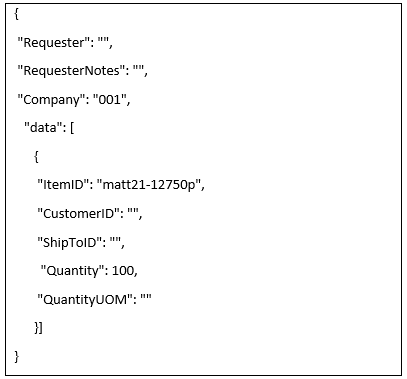 {
"Requester": "",
"RequesterNotes": "",
"Company": "001",
"data": [
{
"ItemID": "matt21-12750p",
"CustomerID": "",
"ShipToID": "",
"Quantity": 100,
"QuantityUOM": ""
}]
}